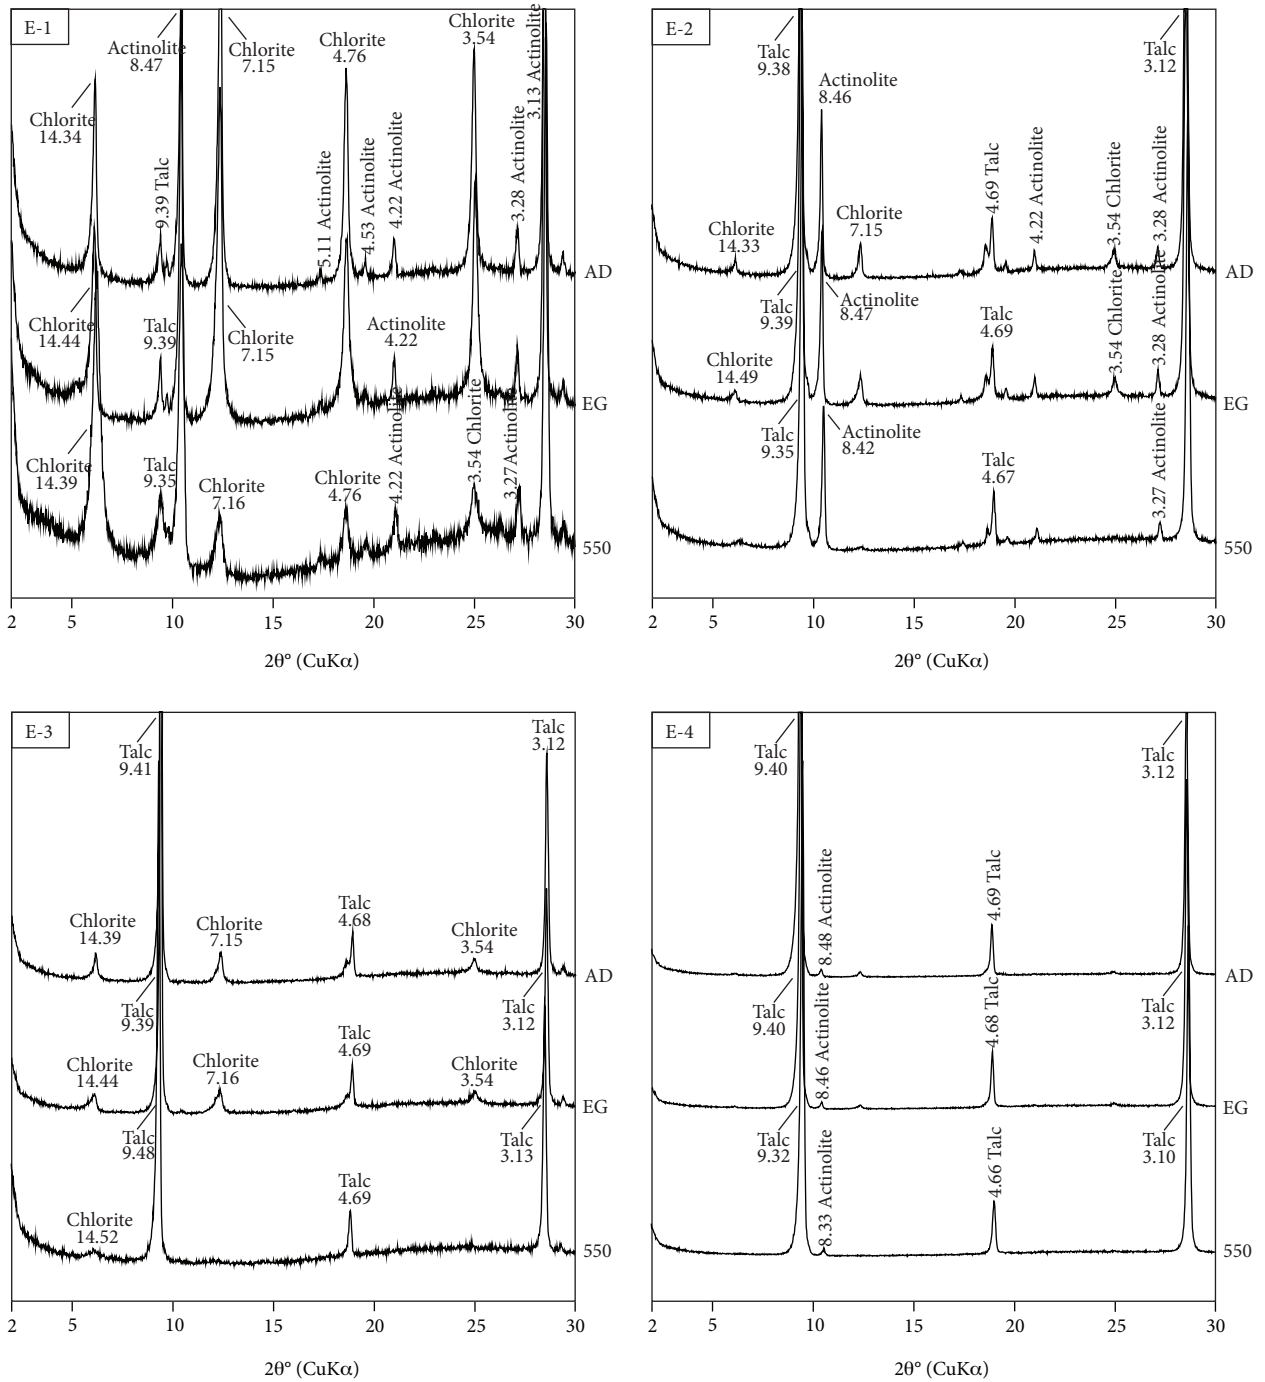 E-1
Actinolite
8.47
Chlorite
7.15
Chlorite
4.76
Chlorite
3.54
3.13 Actinolite
Chlorite
14.34
9.39 Talc
5.11 Actinolite
4.53 Actinolite
4.22 Actinolite
3.28 Actinolite
AD
Chlorite
14.44
Talc
9.39
Chlorite
7.15
Actinolite
4.22
EG
Chlorite
14.39
Talc
9.35
Chlorite
7.16
Chlorite
4.76
4.22 Actinolite
3.54 Chlorite
3.27 Actinolite
550
2 5 10 15 20 25 30
2θ° (CuKα)
E-2
Talc
9.38
Actinolite
8.46
Talc
3.12
Chlorite
14.33
Chlorite
7.15
4.69 Talc
4.22 Actinolite
3.54 Chlorite
3.28 Actinolite
AD
Talc
9.39
Actinolite
8.47
Chlorite
14.49
Talc
4.69
3.54 Chlorite
3.28 Actinolite
EG
Talc
9.35
Actinolite
8.42
Talc
4.67
3.27 Actinolite
550
2 5 10 15 20 25 30
2θ° (CuKα)
E-3
Talc
9.41
Talc
3.12
Chlorite
14.39
Chlorite
7.15
Talc
4.68
Chlorite
3.54
AD
Talc
9.39
Talc
3.12
Chlorite
14.44
Chlorite
7.16
Talc
4.69
Chlorite
3.54
EG
Talc
9.48
Talc
3.13
Chlorite
14.52
Talc
4.69
550
2 5 10 15 20 25 30
2θ° (CuKα)
E-4
Talc
9.40
Talc
3.12
8.48 Actinolite
4.69 Talc
AD
Talc
9.40
8.46 Actinolite
4.68 Talc
Talc
3.12
EG
Talc
9.32
8.33 Actinolite
4.66 Talc
Talc
3.10
550
2 5 10 15 20 25 30
2θ° (CuKα)